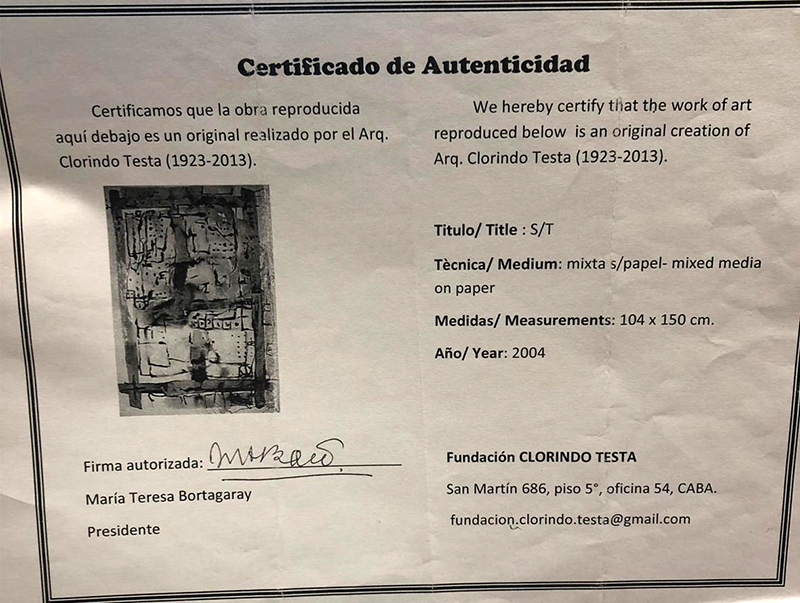 Certificado de Autenticidad
Certificamos que la obra reproducida
aquí debajo es un original realizado por el Arq.
Clorindo Testa (1923-2013).
We hereby certify that the work of art
reproduced below is an original creation of
Arq. Clorindo Testa (1923-2013).
Titulo/ Title : S/T
Tècnica/ Medium: mixta s/papel- mixed media
on paper
Medidas/ Measurements: 104 x 150 cm.
Año/ Year: 2004
Firma autorizada:
María Teresa Bortagaray
Presidente
Fundación CLORINDO TESTA
San Martín 686, piso 5°, oficina 54, CABA.
fundacion.clorindo.testa@gmail.com